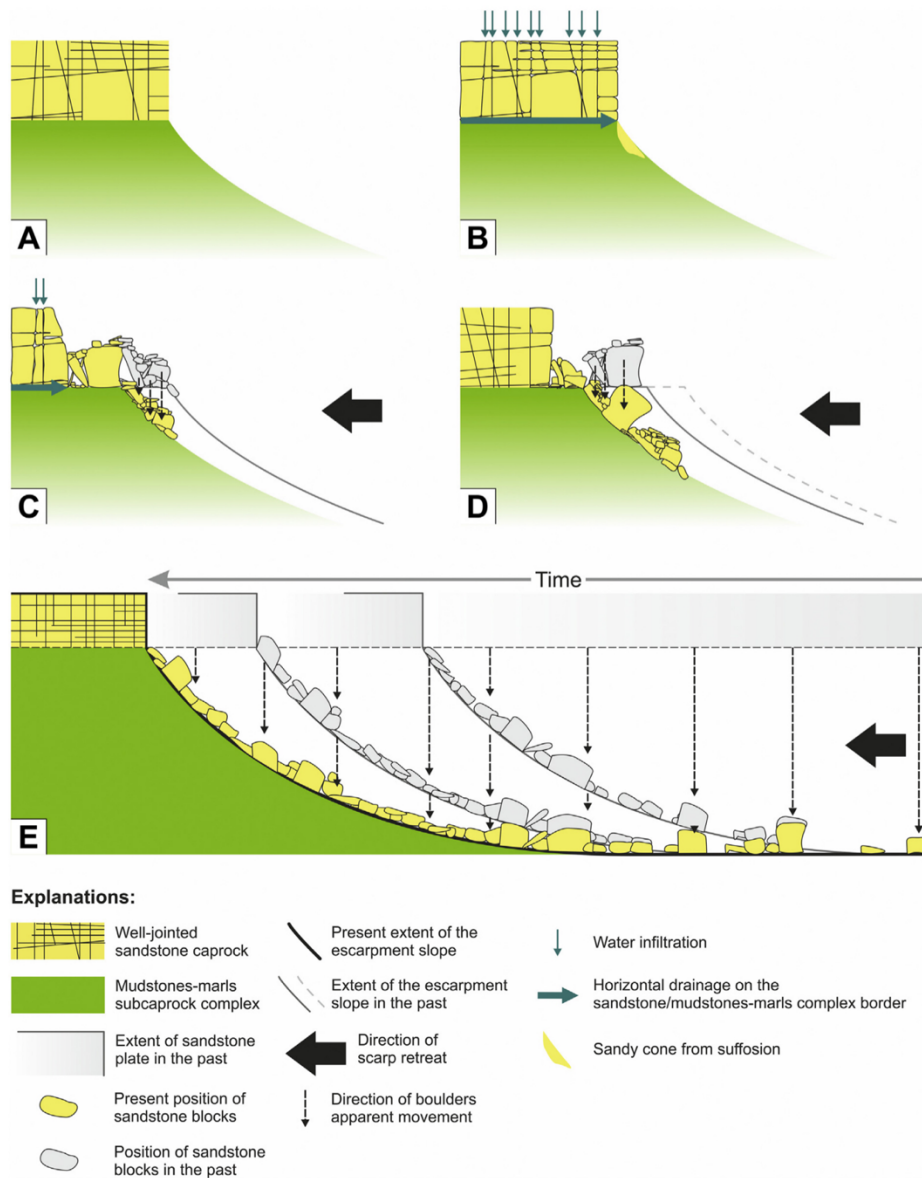 A
B
C
D
Time
E
Explanations:
Well-jointed
sandstone caprock
Present extent of the
escarpment slope
Water infiltration
Mudstones-marls
subcaprock complex
Extent of the escarpment
slope in the past
Horizontal drainage on the
sandstone/mudstones-marls complex border
Extent of sandstone
plate in the past
Direction of
scarp retreat
Sandy cone from suffosion
Present position of
sandstone blocks
Direction of boulders
apparent movement
Position of sandstone
blocks in the past